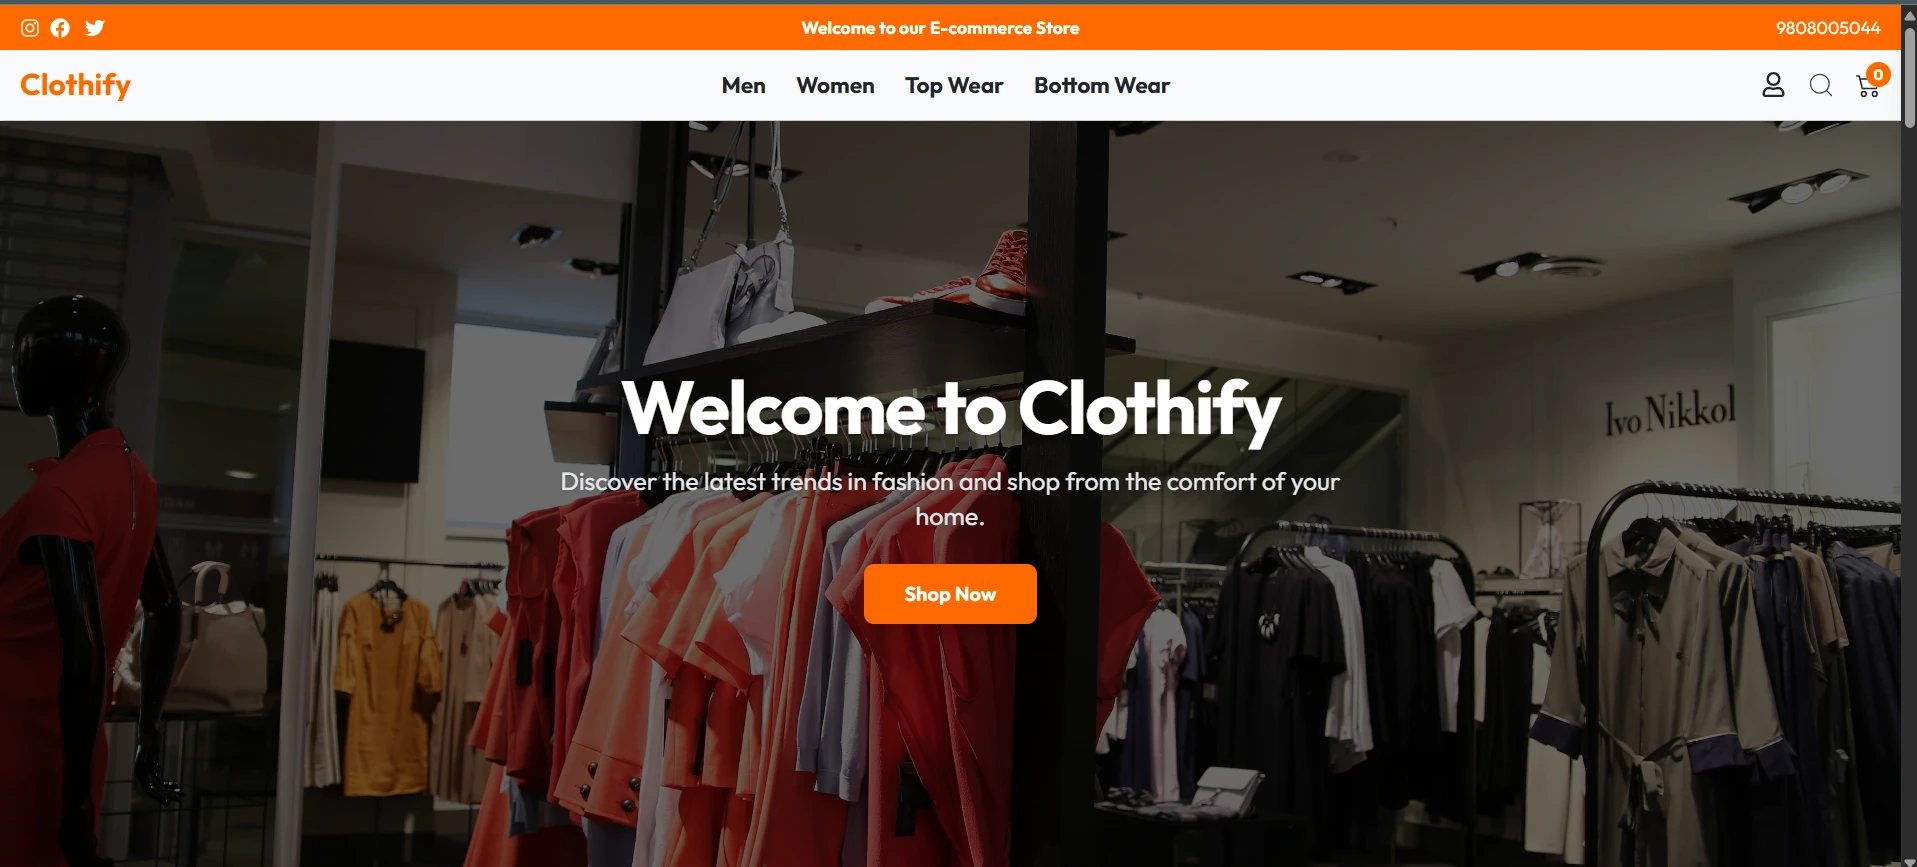 Welcome to our E-commerce Store
9808005044
Clothify
Men
Women
Top Wear
Bottom Wear
0
Ivo Nikkol
Welcome to Clothify
Discover the latest trends in fashion and shop from the comfort of your
home.
Shop Now